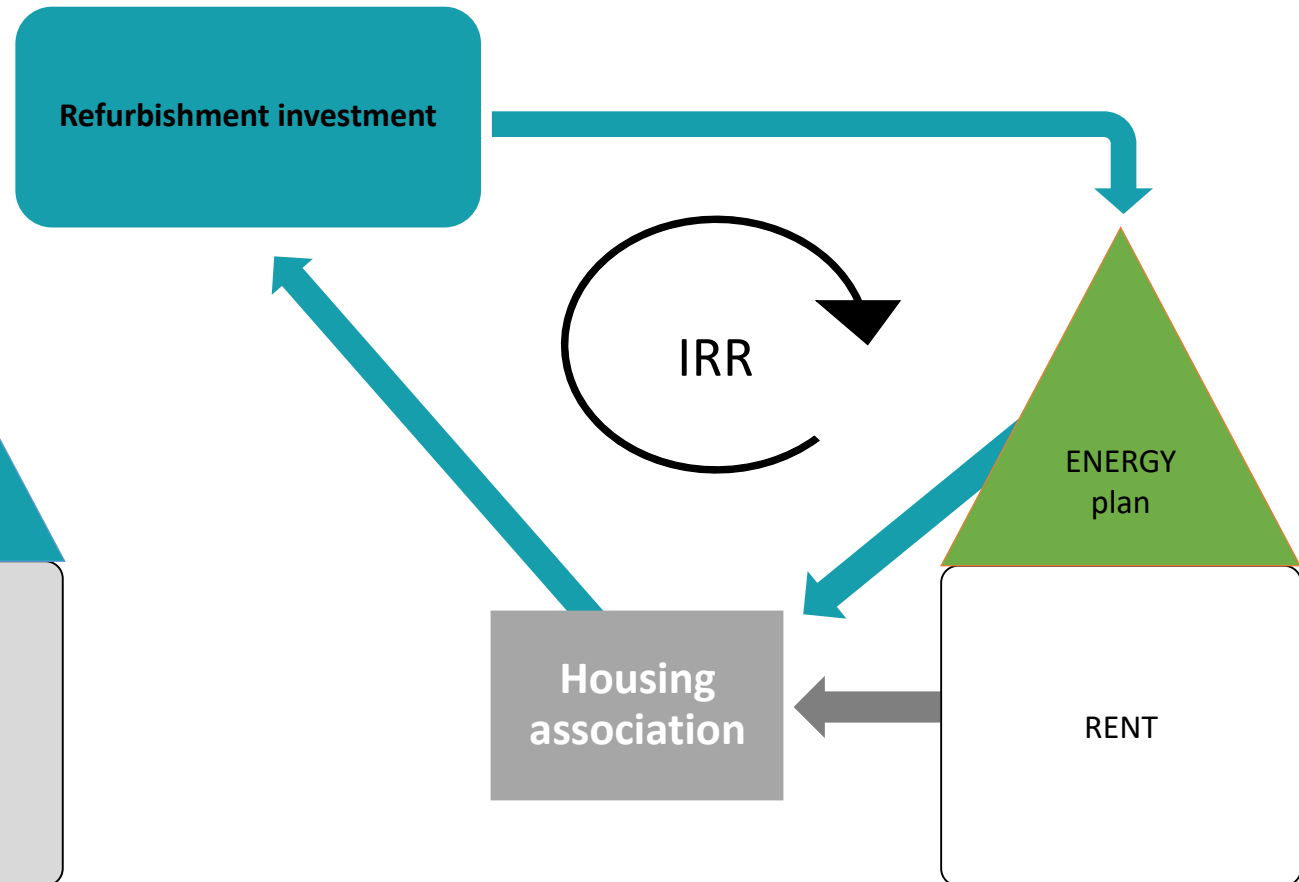 Refurbishment investment
IRR
ENERGY
plan
Housing
association
RENT